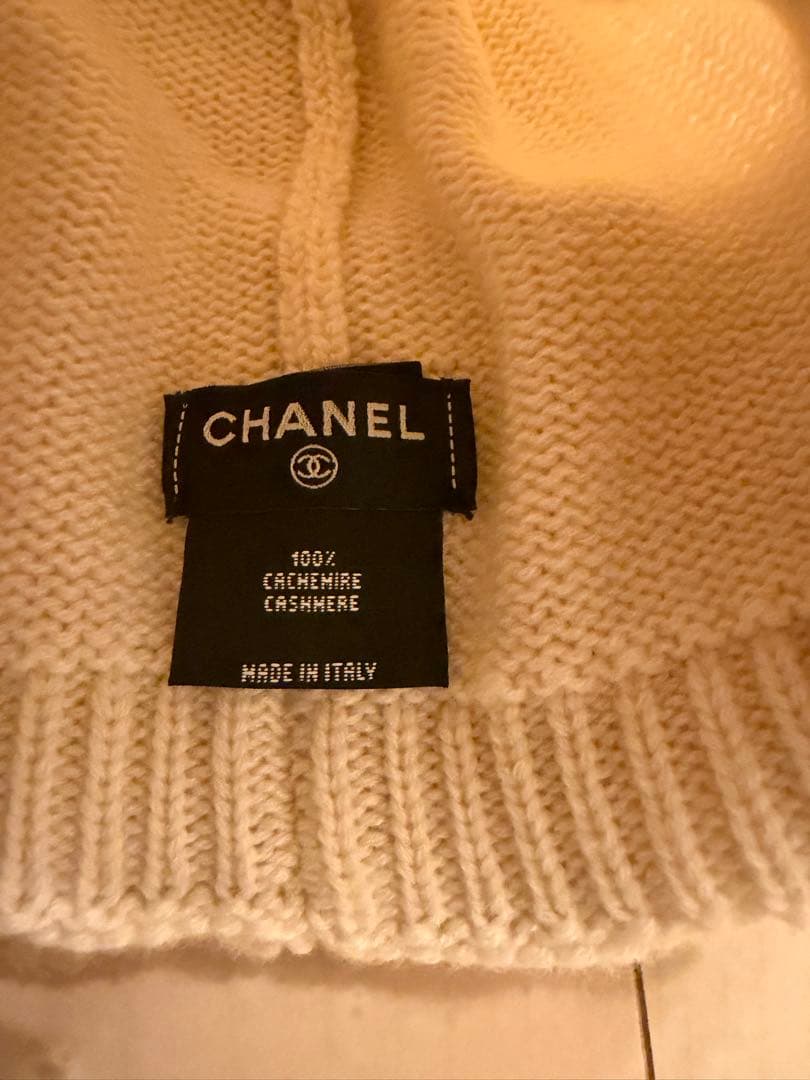 CHANEL
100%
CACHEMIRE
CASHMERE
MADE IN ITALY